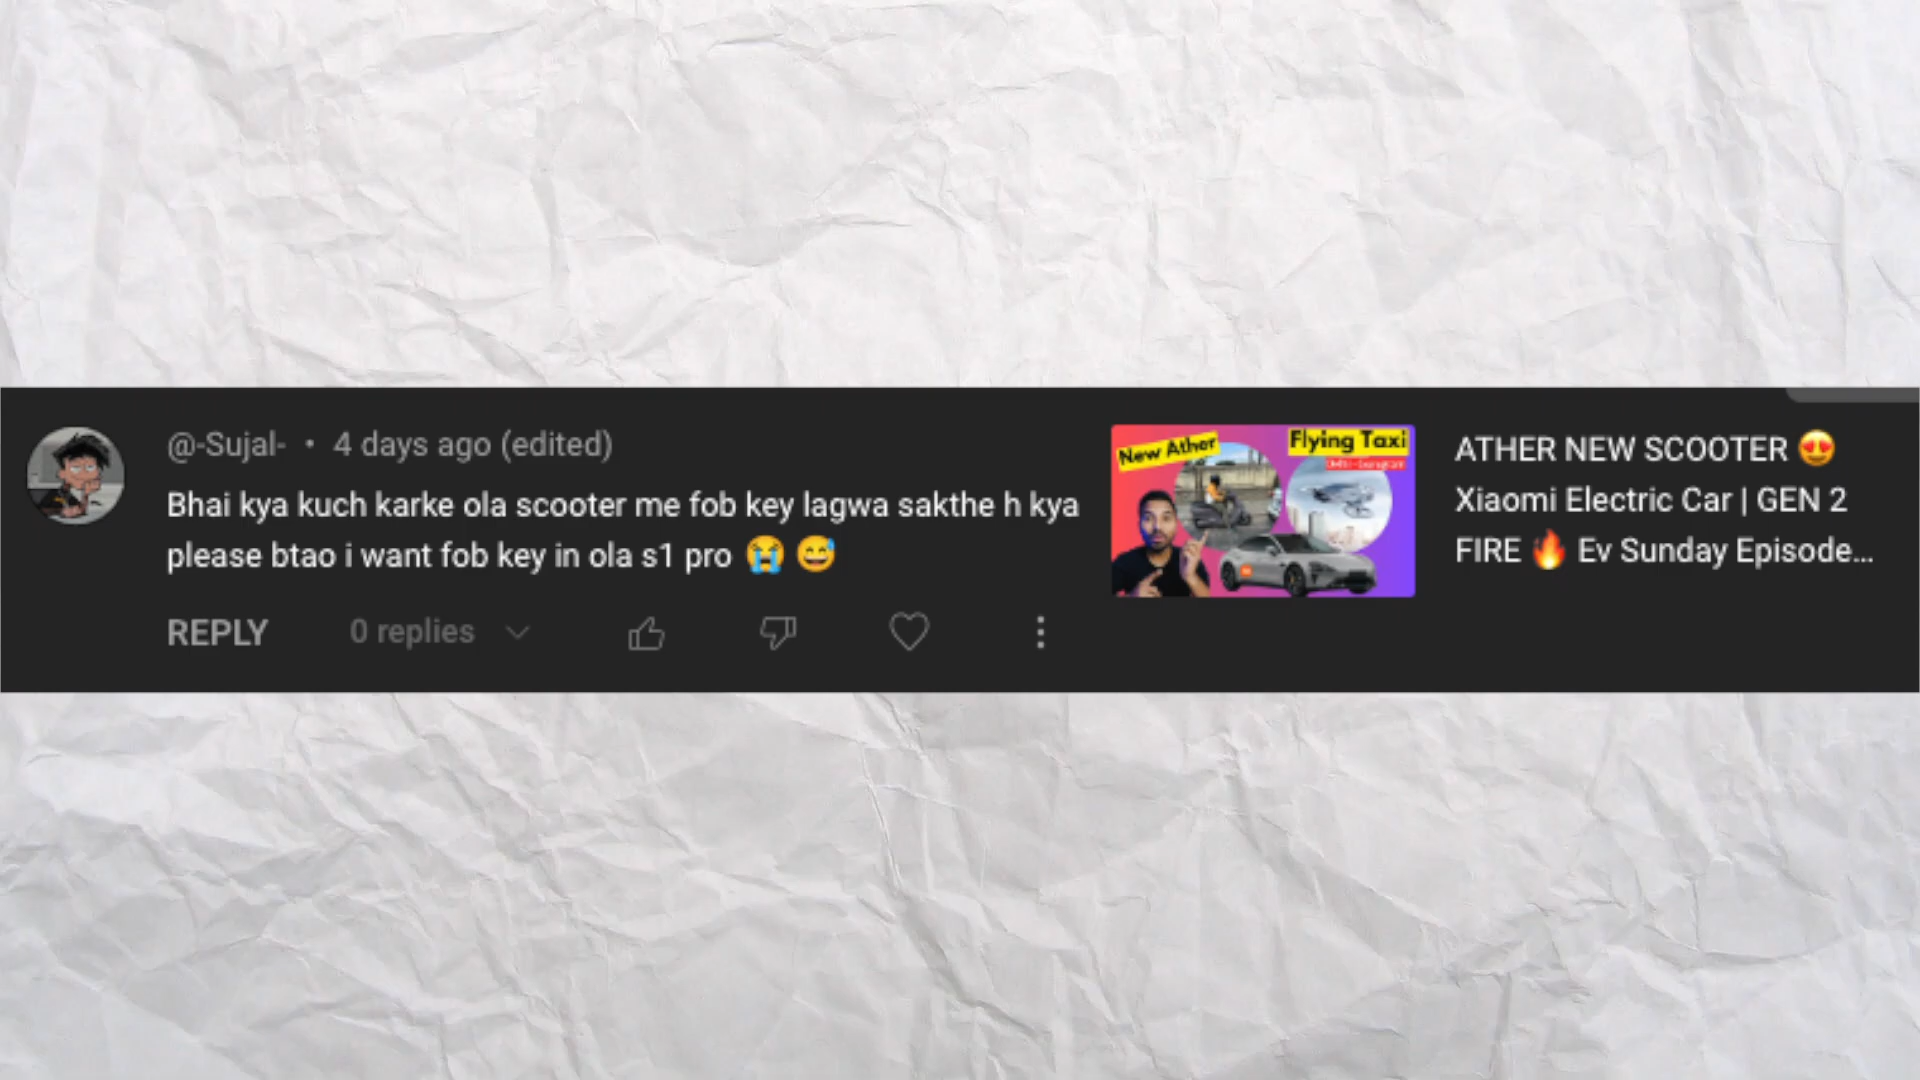 @-Sujal- • 4 days ago (edited)
Bhai kya kuch karke ola scooter me fob key lagwa sakthe h kya
please btao i want fob key in ola s1 pro 😭 😅
REPLY 0 replies
New Ather
Flying Taxi
ATHER NEW SCOOTER 😍
Xiaomi Electric Car | GEN 2
FIRE 🔥 Ev Sunday Episode...